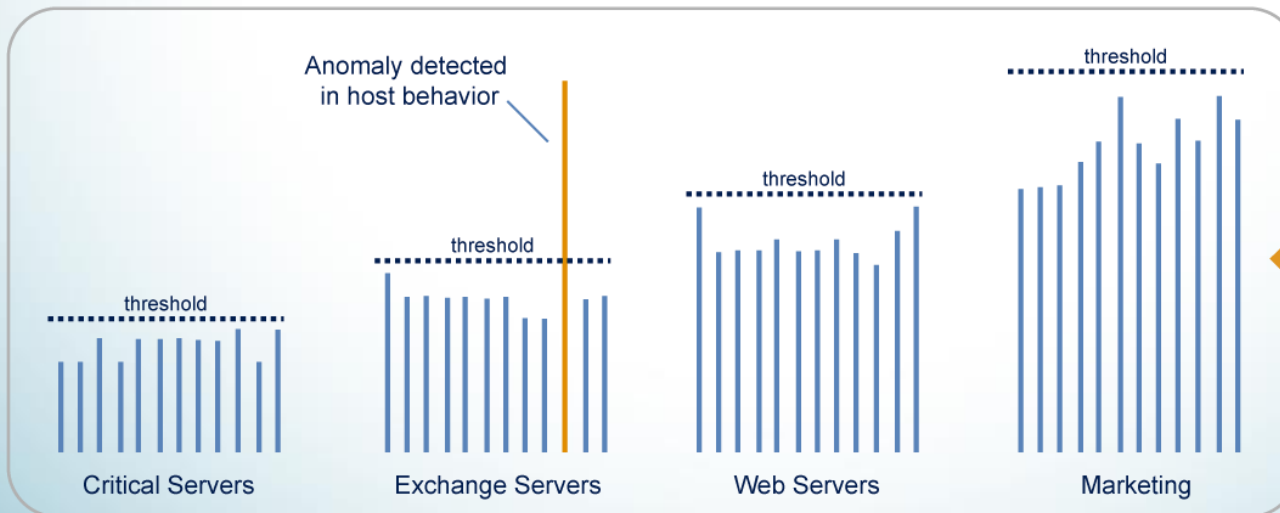 Anomaly detected
in host behavior
threshold
threshold
threshold
threshold
Critical Servers
Exchange Servers
Web Servers
Marketing